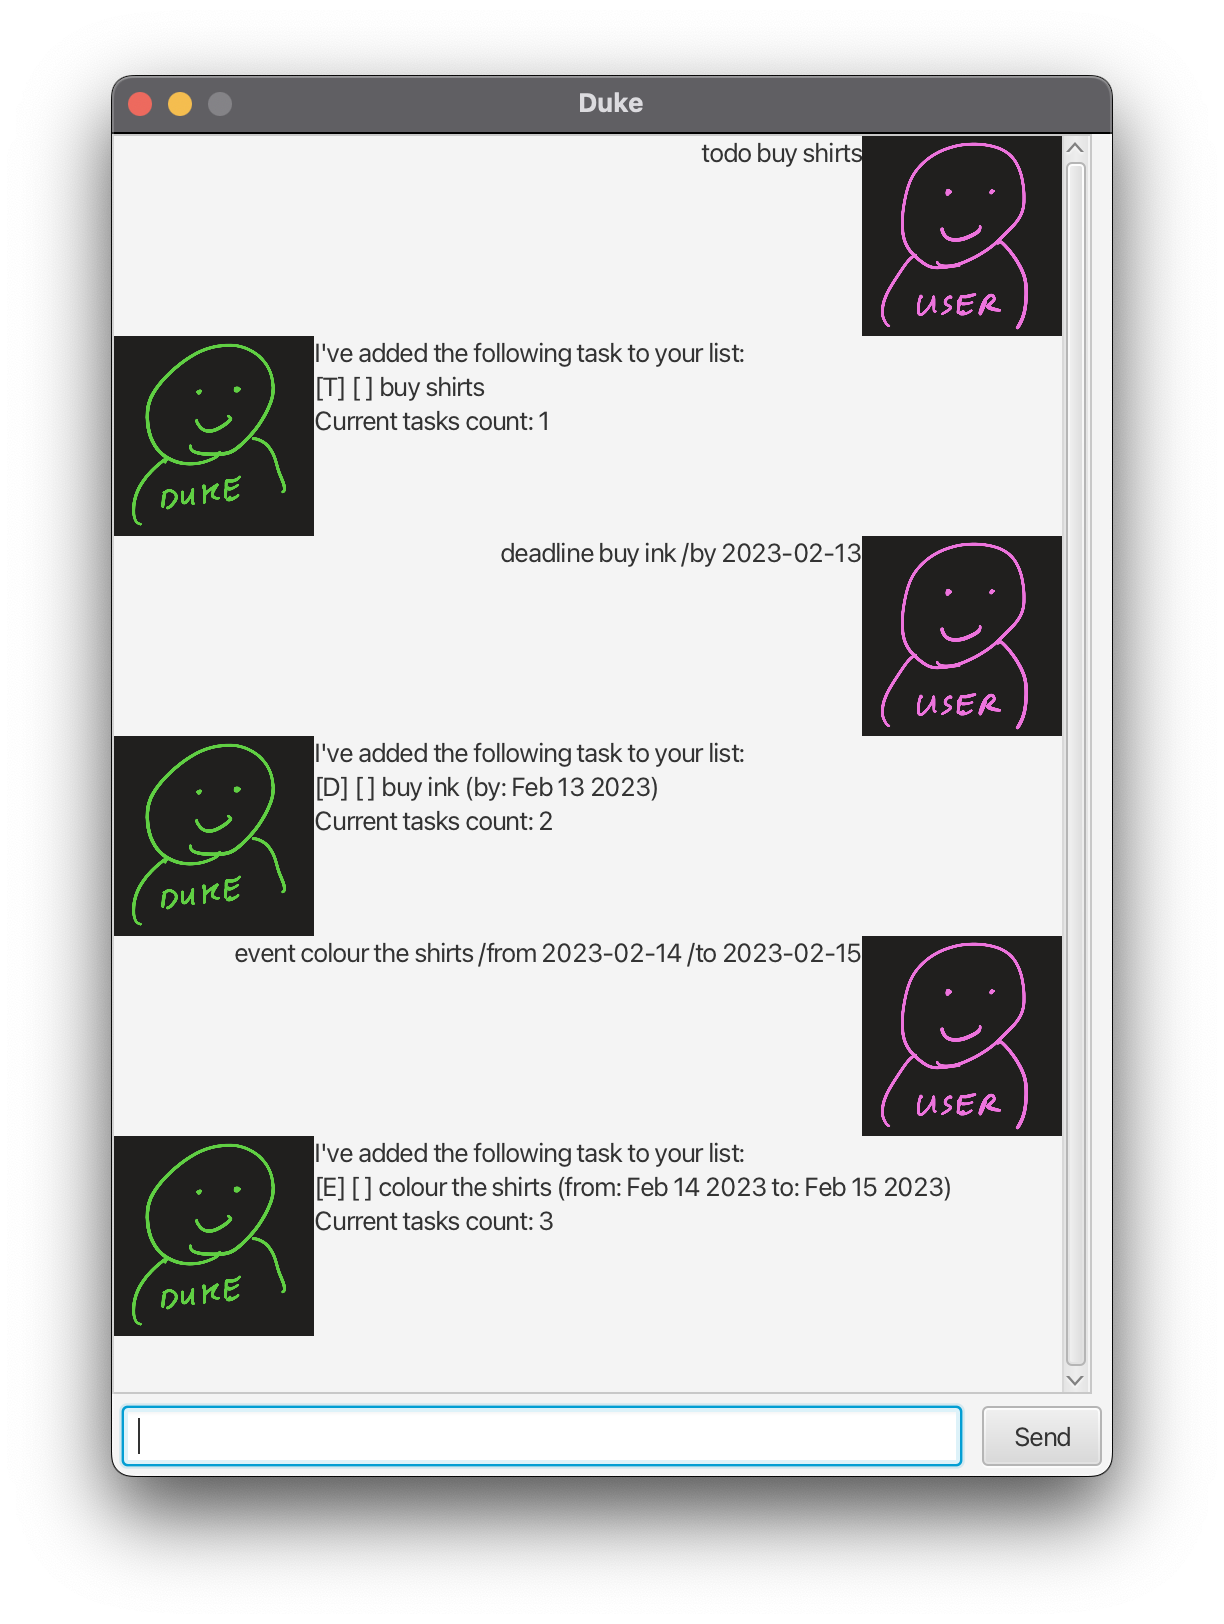 Duke
todo buy shirts
USER
I've added the following task to your list:
[T] [ ] buy shirts
Current tasks count: 1
DUKE
deadline buy ink /by 2023-02-13
USER
I've added the following task to your list:
[D] [ ] buy ink (by: Feb 13 2023)
Current tasks count: 2
DUKE
event colour the shirts /from 2023-02-14 /to 2023-02-15
USER
I've added the following task to your list:
[E] [ ] colour the shirts (from: Feb 14 2023 to: Feb 15 2023)
Current tasks count: 3
DUKE
Send